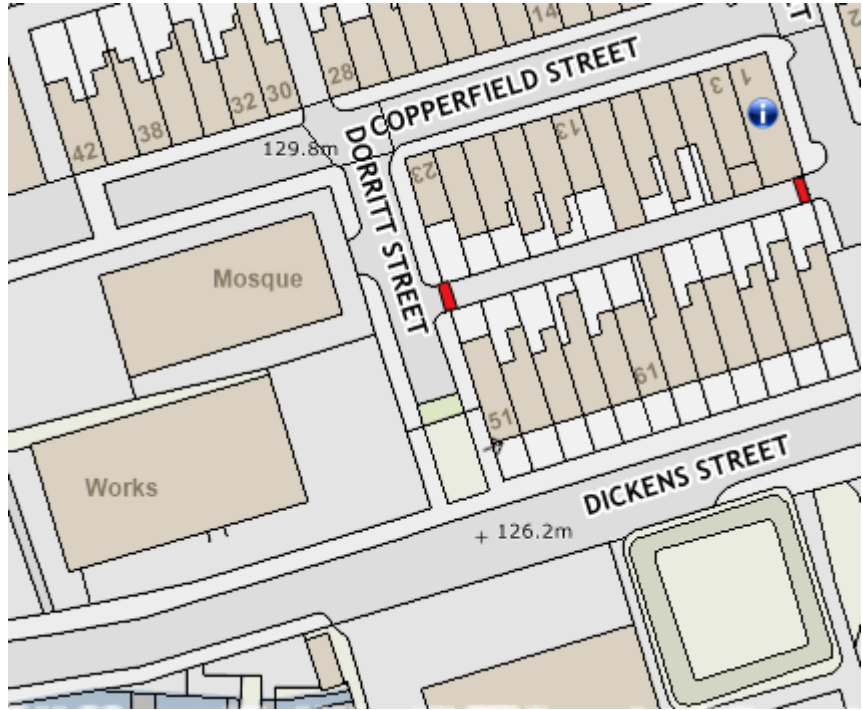 14
28
COPPERFIELD STREET
32 30
38
42
129.8m
DORRITT STREET
23
13
3
1
i
Mosque
61
51
Works
DICKENS STREET
126.2m